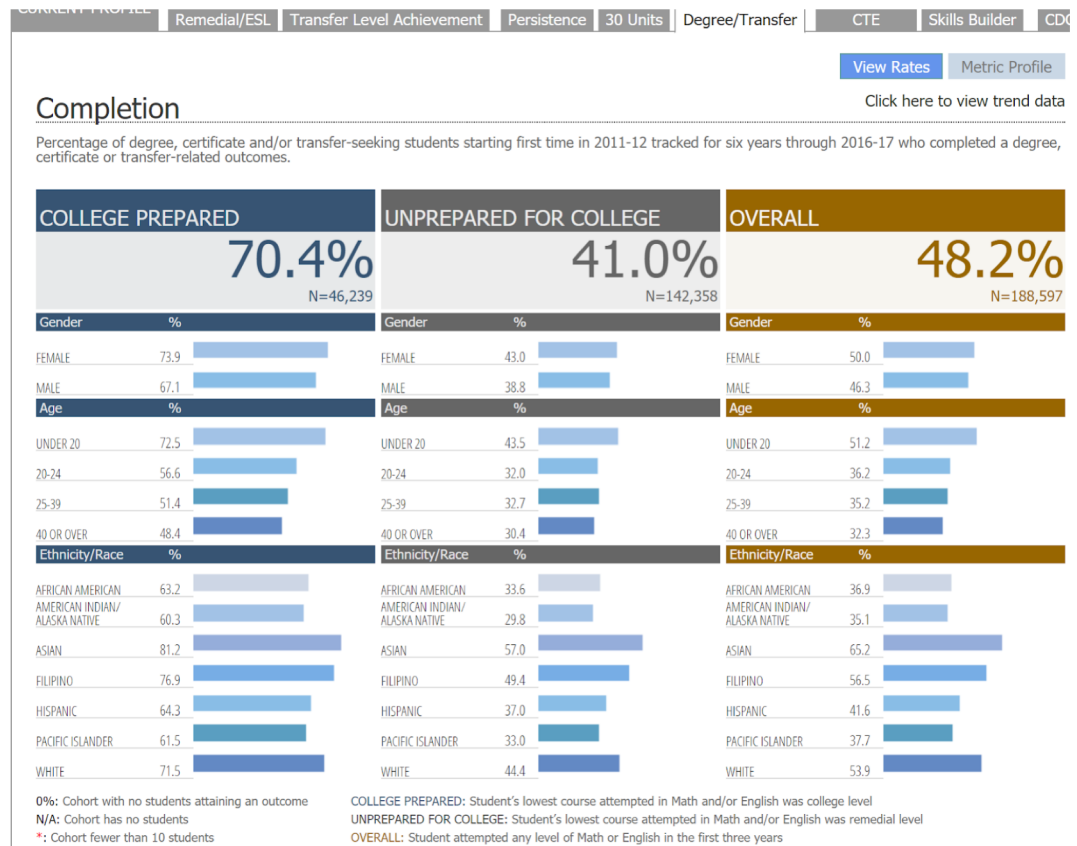 CURRENT PROFILE
Remedial/ESL
Transfer Level Achievement
Persistence
30 Units
Degree/Transfer
CTE
Skills Builder
View Rates
Metric Profile
Completion
Click here to view trend data
Percentage of degree, certificate and/or transfer-seeking students starting first time in 2011-12 tracked for six years through 2016-17 who completed a degree,
certificate or transfer-related outcomes.
COLLEGE PREPARED
70.4%
N=46,239
Gender %
FEMALE 73.9
MALE 67.1
Age %
UNDER 20 72.5
20-24 56.6
25-39 51.4
40 OR OVER 48.4
Ethnicity/Race %
AFRICAN AMERICAN 63.2
AMERICAN INDIAN/
ALASKA NATIVE 60.3
ASIAN 81.2
FILIPINO 76.9
HISPANIC 64.3
PACIFIC ISLANDER 61.5
WHITE 71.5
UNPREPARED FOR COLLEGE
41.0%
N=142,358
Gender %
FEMALE 43.0
MALE 38.8
Age %
UNDER 20 43.5
20-24 32.0
25-39 32.7
40 OR OVER 30.4
Ethnicity/Race %
AFRICAN AMERICAN 33.6
AMERICAN INDIAN/
ALASKA NATIVE 29.8
ASIAN 57.0
FILIPINO 49.4
HISPANIC 37.0
PACIFIC ISLANDER 33.0
WHITE 44.4
OVERALL
48.2%
N=188,597
Gender %
FEMALE 50.0
MALE 46.3
Age %
UNDER 20 51.2
20-24 36.2
25-39 35.2
40 OR OVER 32.3
Ethnicity/Race %
AFRICAN AMERICAN 36.9
AMERICAN INDIAN/
ALASKA NATIVE 35.1
ASIAN 65.2
FILIPINO 56.5
HISPANIC 41.6
PACIFIC ISLANDER 37.7
WHITE 53.9
0%: Cohort with no students attaining an outcome
N/A: Cohort has no students
*: Cohort fewer than 10 students
COLLEGE PREPARED: Student's lowest course attempted in Math and/or English was college level
UNPREPARED FOR COLLEGE: Student's lowest course attempted in Math and/or English was remedial level
OVERALL: Student attempted any level of Math or English in the first three years